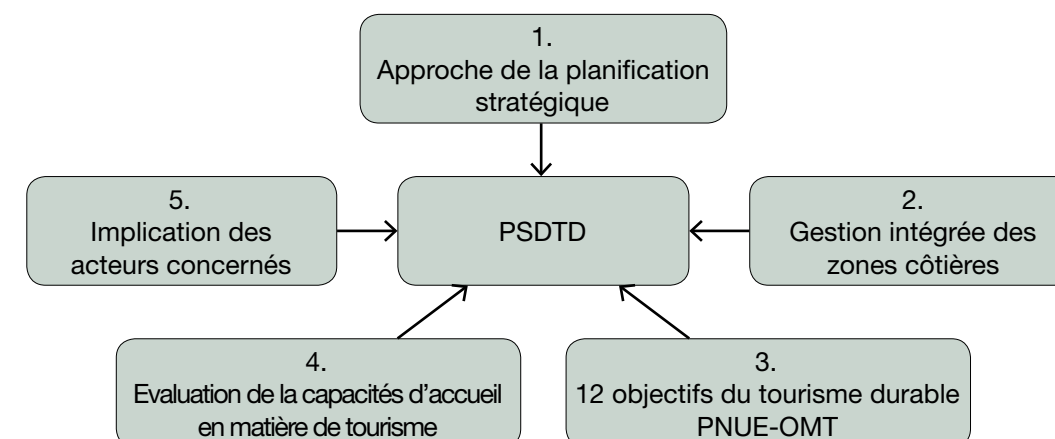 1.
Approche de la planification
stratégique
5.
Implication des
acteurs concernés
PSDTD
2.
Gestion intégrée des
zones côtières
4.
Evaluation de la capacités d'accueil
en matière de tourisme
3.
12 objectifs du tourisme durable
PNUE-OMT